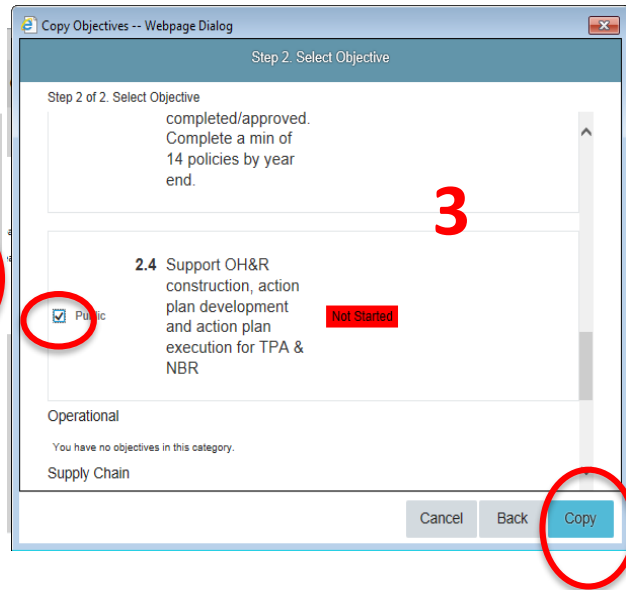 Copy Objectives -- Webpage Dialog
Step 2. Select Objective
Step 2 of 2. Select Objective
completed/approved.
Complete a min of
14 policies by year
end.
3
2.4 Support OH&R
construction, action
plan development
Public
and action plan
Not Started
execution for TPA &
NBR
Operational
You have no objectives in this category.
Supply Chain
Cancel Back Copy